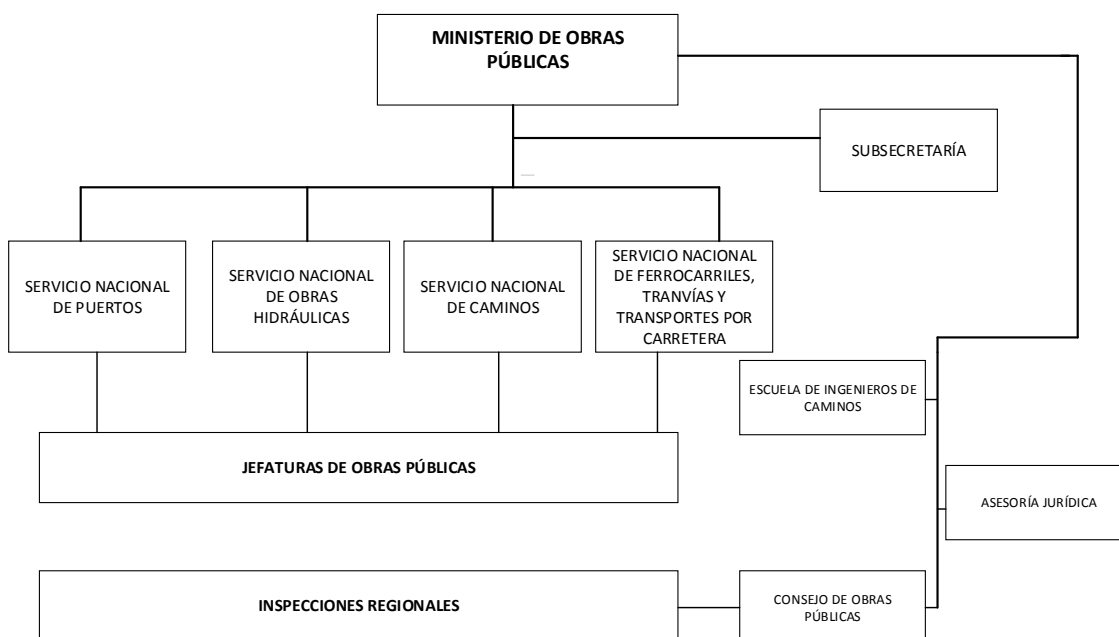 MINISTERIO DE OBRAS
PÚBLICAS
SUBSECRETARÍA
SERVICIO NACIONAL
DE PUERTOS
SERVICIO NACIONAL
DE OBRAS
HIDRÁULICAS
SERVICIO NACIONAL
DE CAMINOS
SERVICIO NACIONAL
DE FERROCARRILES,
TRANVÍAS Y
TRANSPORTES POR
CARRETERA
ESCUELA DE INGENIEROS DE
CAMINOS
JEFATURAS DE OBRAS PÚBLICAS
ASESORÍA JURÍDICA
INSPECCIONES REGIONALES
CONSEJO DE OBRAS
PÚBLICAS